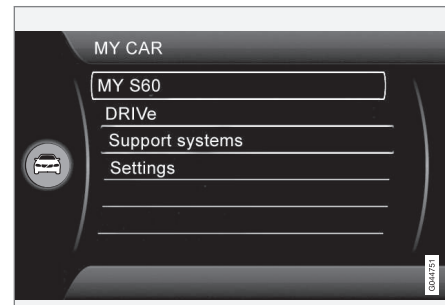 MY CAR
MY S60
DRIVe
Support systems
Settings
G044751